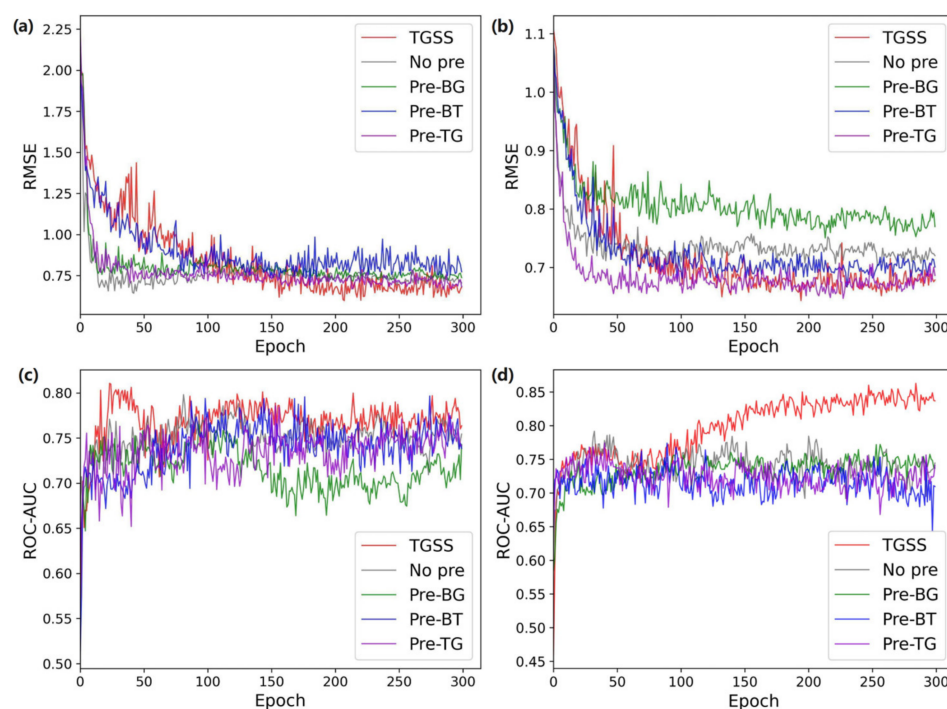 (a)
2.25
2.00
1.75
1.50
1.25
1.00
0.75
RMSE
0
50
100
150
200
250
300
Epoch
TGSS
No pre
Pre-BG
Pre-BT
Pre-TG
(b)
1.1
1.0
0.9
0.8
0.7
RMSE
0
50
100
150
200
250
300
Epoch
TGSS
No pre
Pre-BG
Pre-BT
Pre-TG
(c)
0.80
0.75
0.70
0.65
0.60
0.55
0.50
ROC-AUC
0
50
100
150
200
250
300
Epoch
TGSS
No pre
Pre-BG
Pre-BT
Pre-TG
(d)
0.85
0.80
0.75
0.70
0.65
0.60
0.55
0.50
0.45
ROC-AUC
0
50
100
150
200
250
300
Epoch
TGSS
No pre
Pre-BG
Pre-BT
Pre-TG